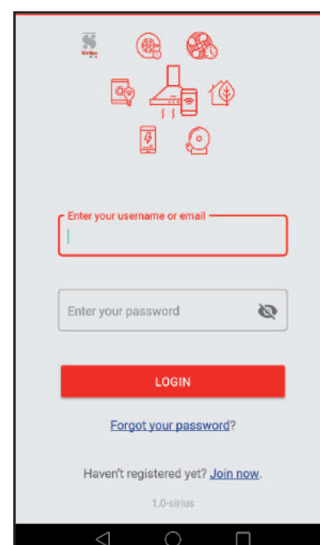 Sirius
Enter your username or email
Enter your password
LOGIN
Forgot your password?
Haven't registered yet? Join now.
1.0-sirius